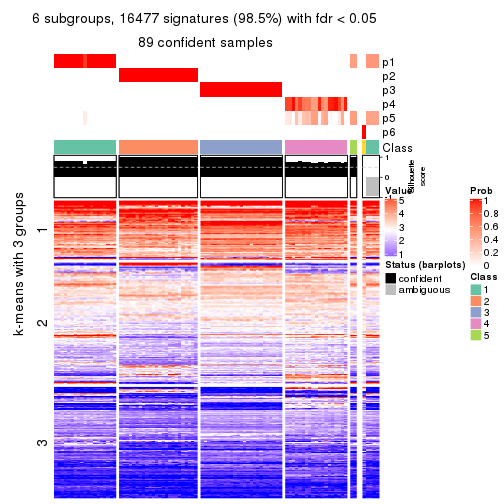 6 subgroups, 16477 signatures (98.5%) with fdr < 0.05
89 confident samples
p1
p2
p3
p4
p5
p6
Class
1
0
Silhouette
score
k-means with 3 groups
1
2
3
Value
5
4
3
2
1
Status (barplots)
confident
ambiguous
Prob
1
0.8
0.6
0.4
0.2
0
Class
1
2
3
4
5